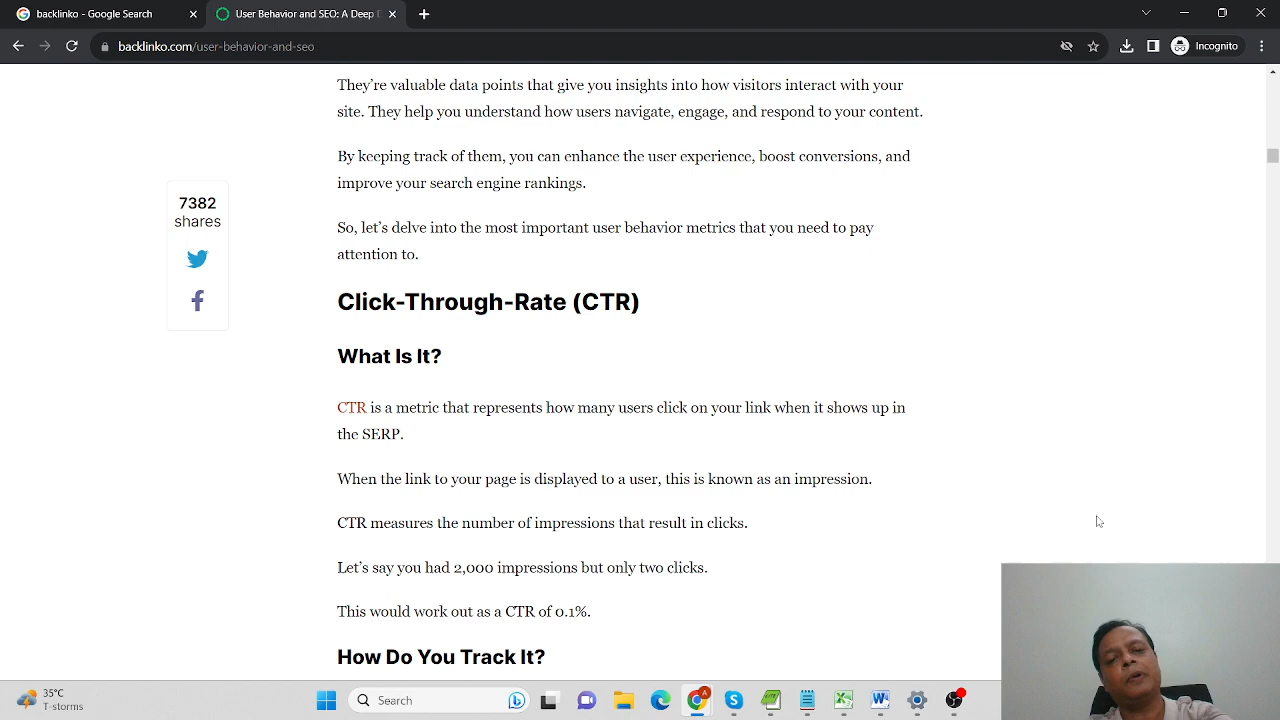 backlinko - Google Search
User Behavior and SEO: A Deep D
backlinko.com/user-behavior-and-seo
Incognito
They're valuable data points that give you insights into how visitors interact with your
site. They help you understand how users navigate, engage, and respond to your content.
By keeping track of them, you can enhance the user experience, boost conversions, and
improve your search engine rankings.
7382
shares
So, let's delve into the most important user behavior metrics that you need to pay
attention to.
Click-Through-Rate (CTR)
What Is It?
CTR is a metric that represents how many users click on your link when it shows up in
the SERP.
When the link to your page is displayed to a user, this is known as an impression.
CTR measures the number of impressions that result in clicks.
Let's say you had 2,000 impressions but only two clicks.
This would work out as a CTR of 0.1%.
How Do You Track It?
35°C
T-storms
Search